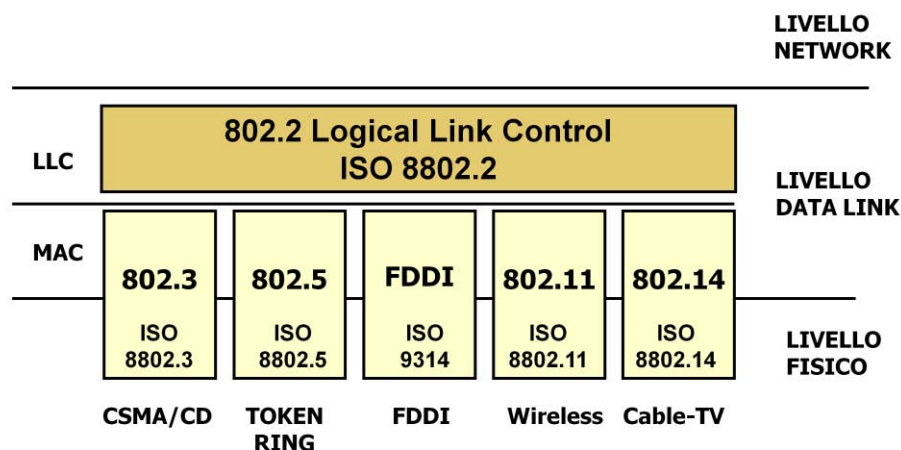 LIVELLO
NETWORK
802.2 Logical Link Control
ISO 8802.2
LLC
LIVELLO
DATA LINK
MAC
802.3
802.5
FDDI
802.11
802.14
ISO
8802.3
ISO
8802.5
ISO
9314
ISO
8802.11
ISO
8802.14
LIVELLO
FISICO
CSMA/CD
TOKEN
RING
FDDI
Wireless
Cable-TV